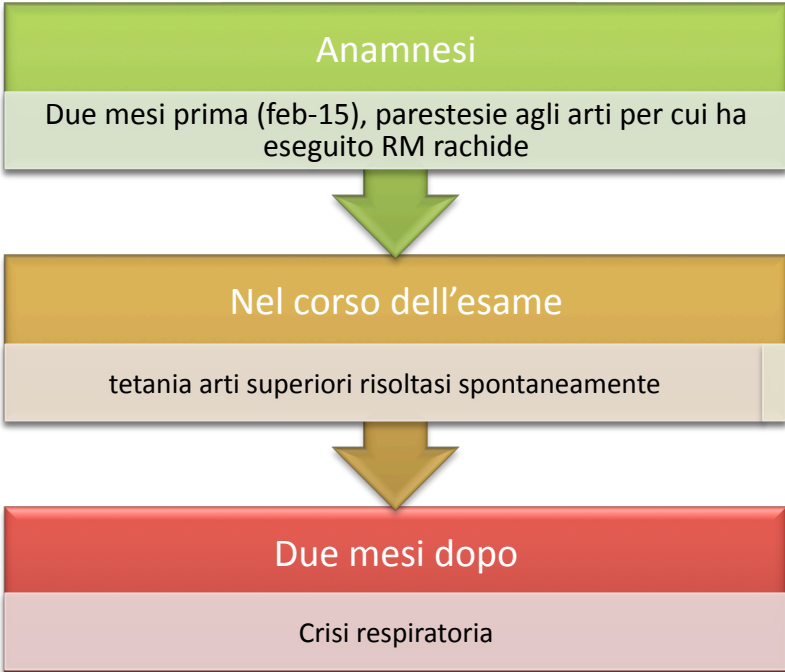 Anamnesi
Due mesi prima (feb-15), parestesie agli arti per cui ha
eseguito RM rachide
Nel corso dell'esame
tetania arti superiori risoltasi spontaneamente
Due mesi dopo
Crisi respiratoria